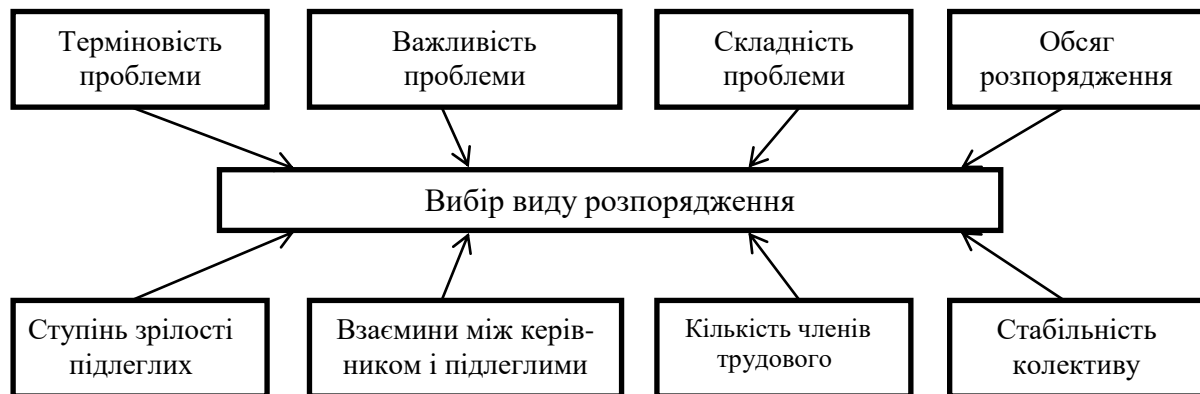 Терміновість
проблеми
Важливість
проблеми
Складність
проблеми
Обсяг
розпорядження
Вибір виду розпорядження
Ступінь зрілості
підлеглих
Взаємини між керів-
ником і підлеглими
Кількість членів
трудового
Стабільність
колективу